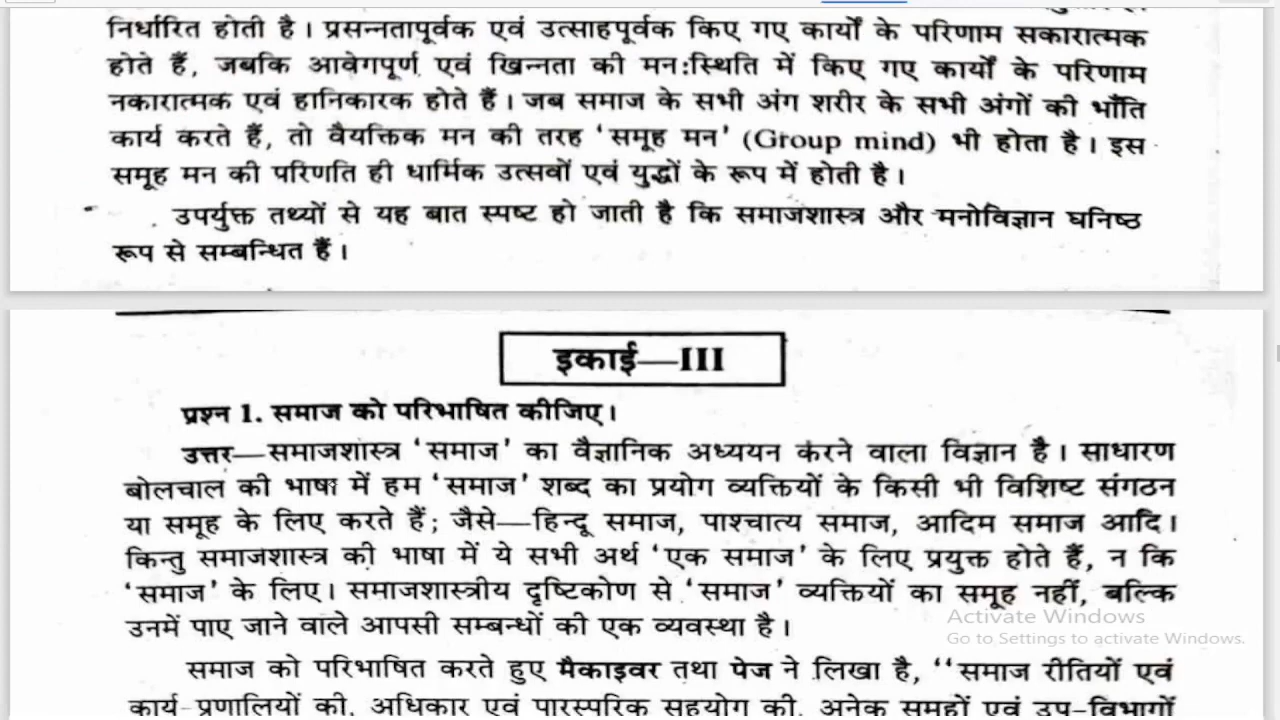 निर्धारित होती है। प्रसन्नतापूर्वक एवं उत्साहपूर्वक किए गए कार्यों के परिणाम सकारात्मक
होते हैं, जबकि आवेगपूर्ण एवं खिन्नता की मन:स्थिति में किए गए कार्यों के परिणाम
नकारात्मक एवं हानिकारक होते हैं। जब समाज के सभी अंग शरीर के सभी अंगों की भाँति
कार्य करते हैं, तो वैयक्तिक मन की तरह 'समूह मन' (Group mind) भी होता है। इस
समूह मन की परिणति ही धार्मिक उत्सवों एवं युद्धों के रूप में होती है।
उपर्युक्त तथ्यों से यह बात स्पष्ट हो जाती है कि समाजशास्त्र और मनोविज्ञान घनिष्ठ
रूप से सम्बन्धित हैं।
इकाई—III
प्रश्न 1. समाज को परिभाषित कीजिए।
उत्तर—समाजशास्त्र 'समाज' का वैज्ञानिक अध्ययन करने वाला विज्ञान है। साधारण
बोलचाल की भाषा में हम 'समाज' शब्द का प्रयोग व्यक्तियों के किसी भी विशिष्ट संगठन
या समूह के लिए करते हैं; जैसे—हिन्दू समाज, पाश्चात्य समाज, आदिम समाज आदि।
किन्तु समाजशास्त्र की भाषा में ये सभी अर्थ 'एक समाज' के लिए प्रयुक्त होते हैं, न कि
'समाज' के लिए। समाजशास्त्रीय दृष्टिकोण से 'समाज' व्यक्तियों का समूह नहीं, बल्कि
उनमें पाए जाने वाले आपसी सम्बन्धों की एक व्यवस्था है।
Activate Windows
Go to Settings to activate Windows.
समाज को परिभाषित करते हुए मैकाइवर तथा पेज ने लिखा है, "समाज रीतियों एवं
कार्य-प्रणालियों की, अधिकार एवं पारस्परिक सहयोग की, अनेक समूहों एवं उप-विभागों